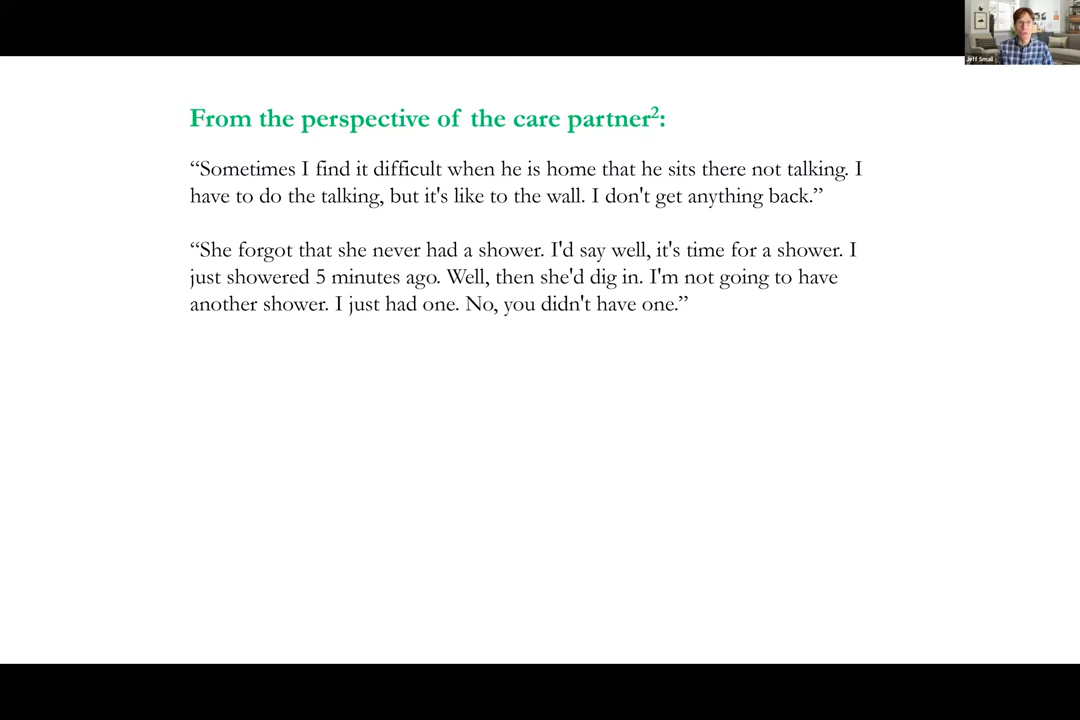 Jeff Small
From the perspective of the care partner²:
“Sometimes I find it difficult when he is home that he sits there not talking. I
have to do the talking, but it's like to the wall. I don't get anything back.”
“She forgot that she never had a shower. I'd say well, it's time for a shower. I
just showered 5 minutes ago. Well, then she'd dig in. I'm not going to have
another shower. I just had one. No, you didn't have one.”